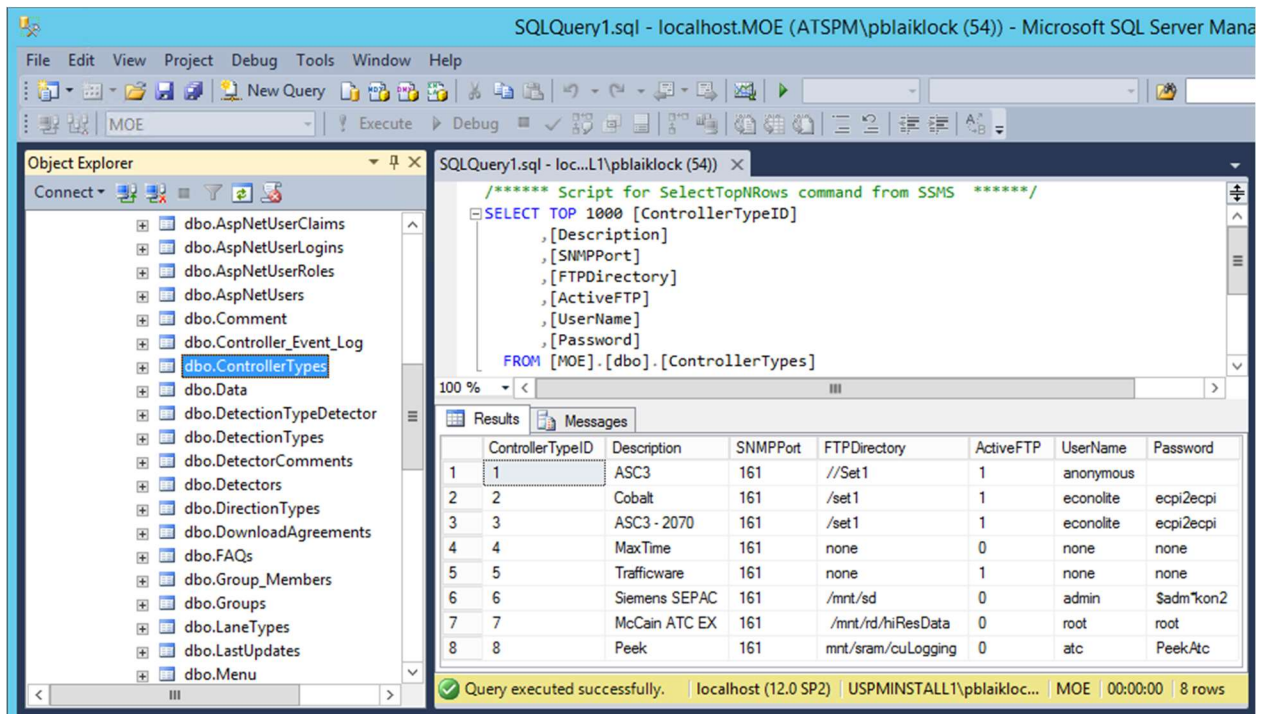 SQLQuery1.sql - localhost.MOE (ATSPM\pblaiklock (54)) - Microsoft SQL Server Mana
File Edit View Project Debug Tools Window Help
New Query
MOE Execute Debug
Object Explorer
Connect
dbo.AspNetUserClaims
dbo.AspNetUserLogins
dbo.AspNetUserRoles
dbo.AspNetUsers
dbo.Comment
dbo.Controller_Event_Log
dbo.ControllerTypes
dbo.Data
dbo.DetectionTypeDetector
dbo.DetectionTypes
dbo.DetectorComments
dbo.Detectors
dbo.DirectionTypes
dbo.DownloadAgreements
dbo.FAQs
dbo.Group_Members
dbo.Groups
dbo.LaneTypes
dbo.LastUpdates
dbo.Menu
SQLQuery1.sql - loc...L1\pblaiklock (54))
/****** Script for SelectTopNRows command from SSMS ******/
SELECT TOP 1000 [ControllerTypeID]
,[Description]
,[SNMPPort]
,[FTPDirectory]
,[ActiveFTP]
,[UserName]
,[Password]
FROM [MOE].[dbo].[ControllerTypes]
100 %
Results Messages
ControllerTypeID Description SNMPPort FTPDirectory ActiveFTP UserName Password
1 1 ASC3 161 //Set1 1 anonymous
2 2 Cobalt 161 /set1 1 econolite ecpi2ecpi
3 3 ASC3 - 2070 161 /set1 1 econolite ecpi2ecpi
4 4 MaxTime 161 none 0 none none
5 5 Trafficware 161 none 1 none none
6 6 Siemens SEPAC 161 /mnt/sd 0 admin $adm*kon2
7 7 McCain ATC EX 161 /mnt/rd/hiResData 0 root root
8 8 Peek 161 mnt/sram/cuLogging 0 atc PeekAtc
Query executed successfully. localhost (12.0 SP2) USPMINSTALL1\pblaikloc... MOE 00:00:00 8 rows